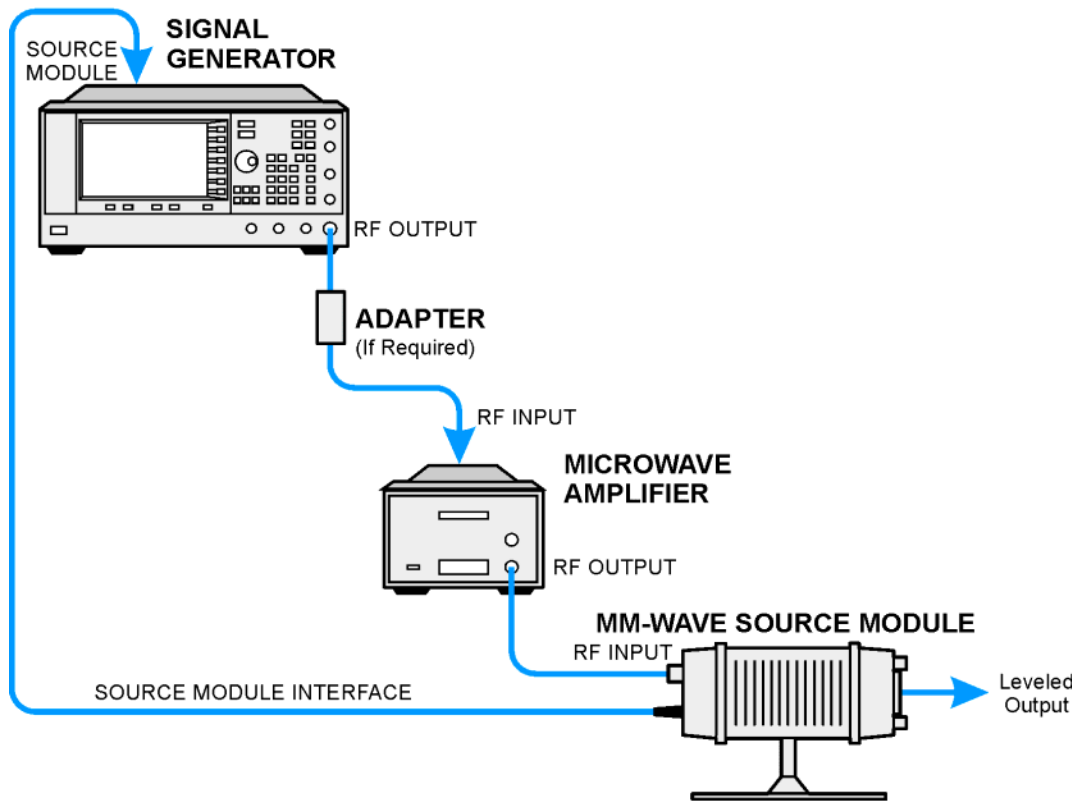 SIGNAL
GENERATOR
SOURCE
MODULE
RF OUTPUT
ADAPTER
(If Required)
RF INPUT
MICROWAVE
AMPLIFIER
RF OUTPUT
MM-WAVE SOURCE MODULE
RF INPUT
SOURCE MODULE INTERFACE
Leveled
Output